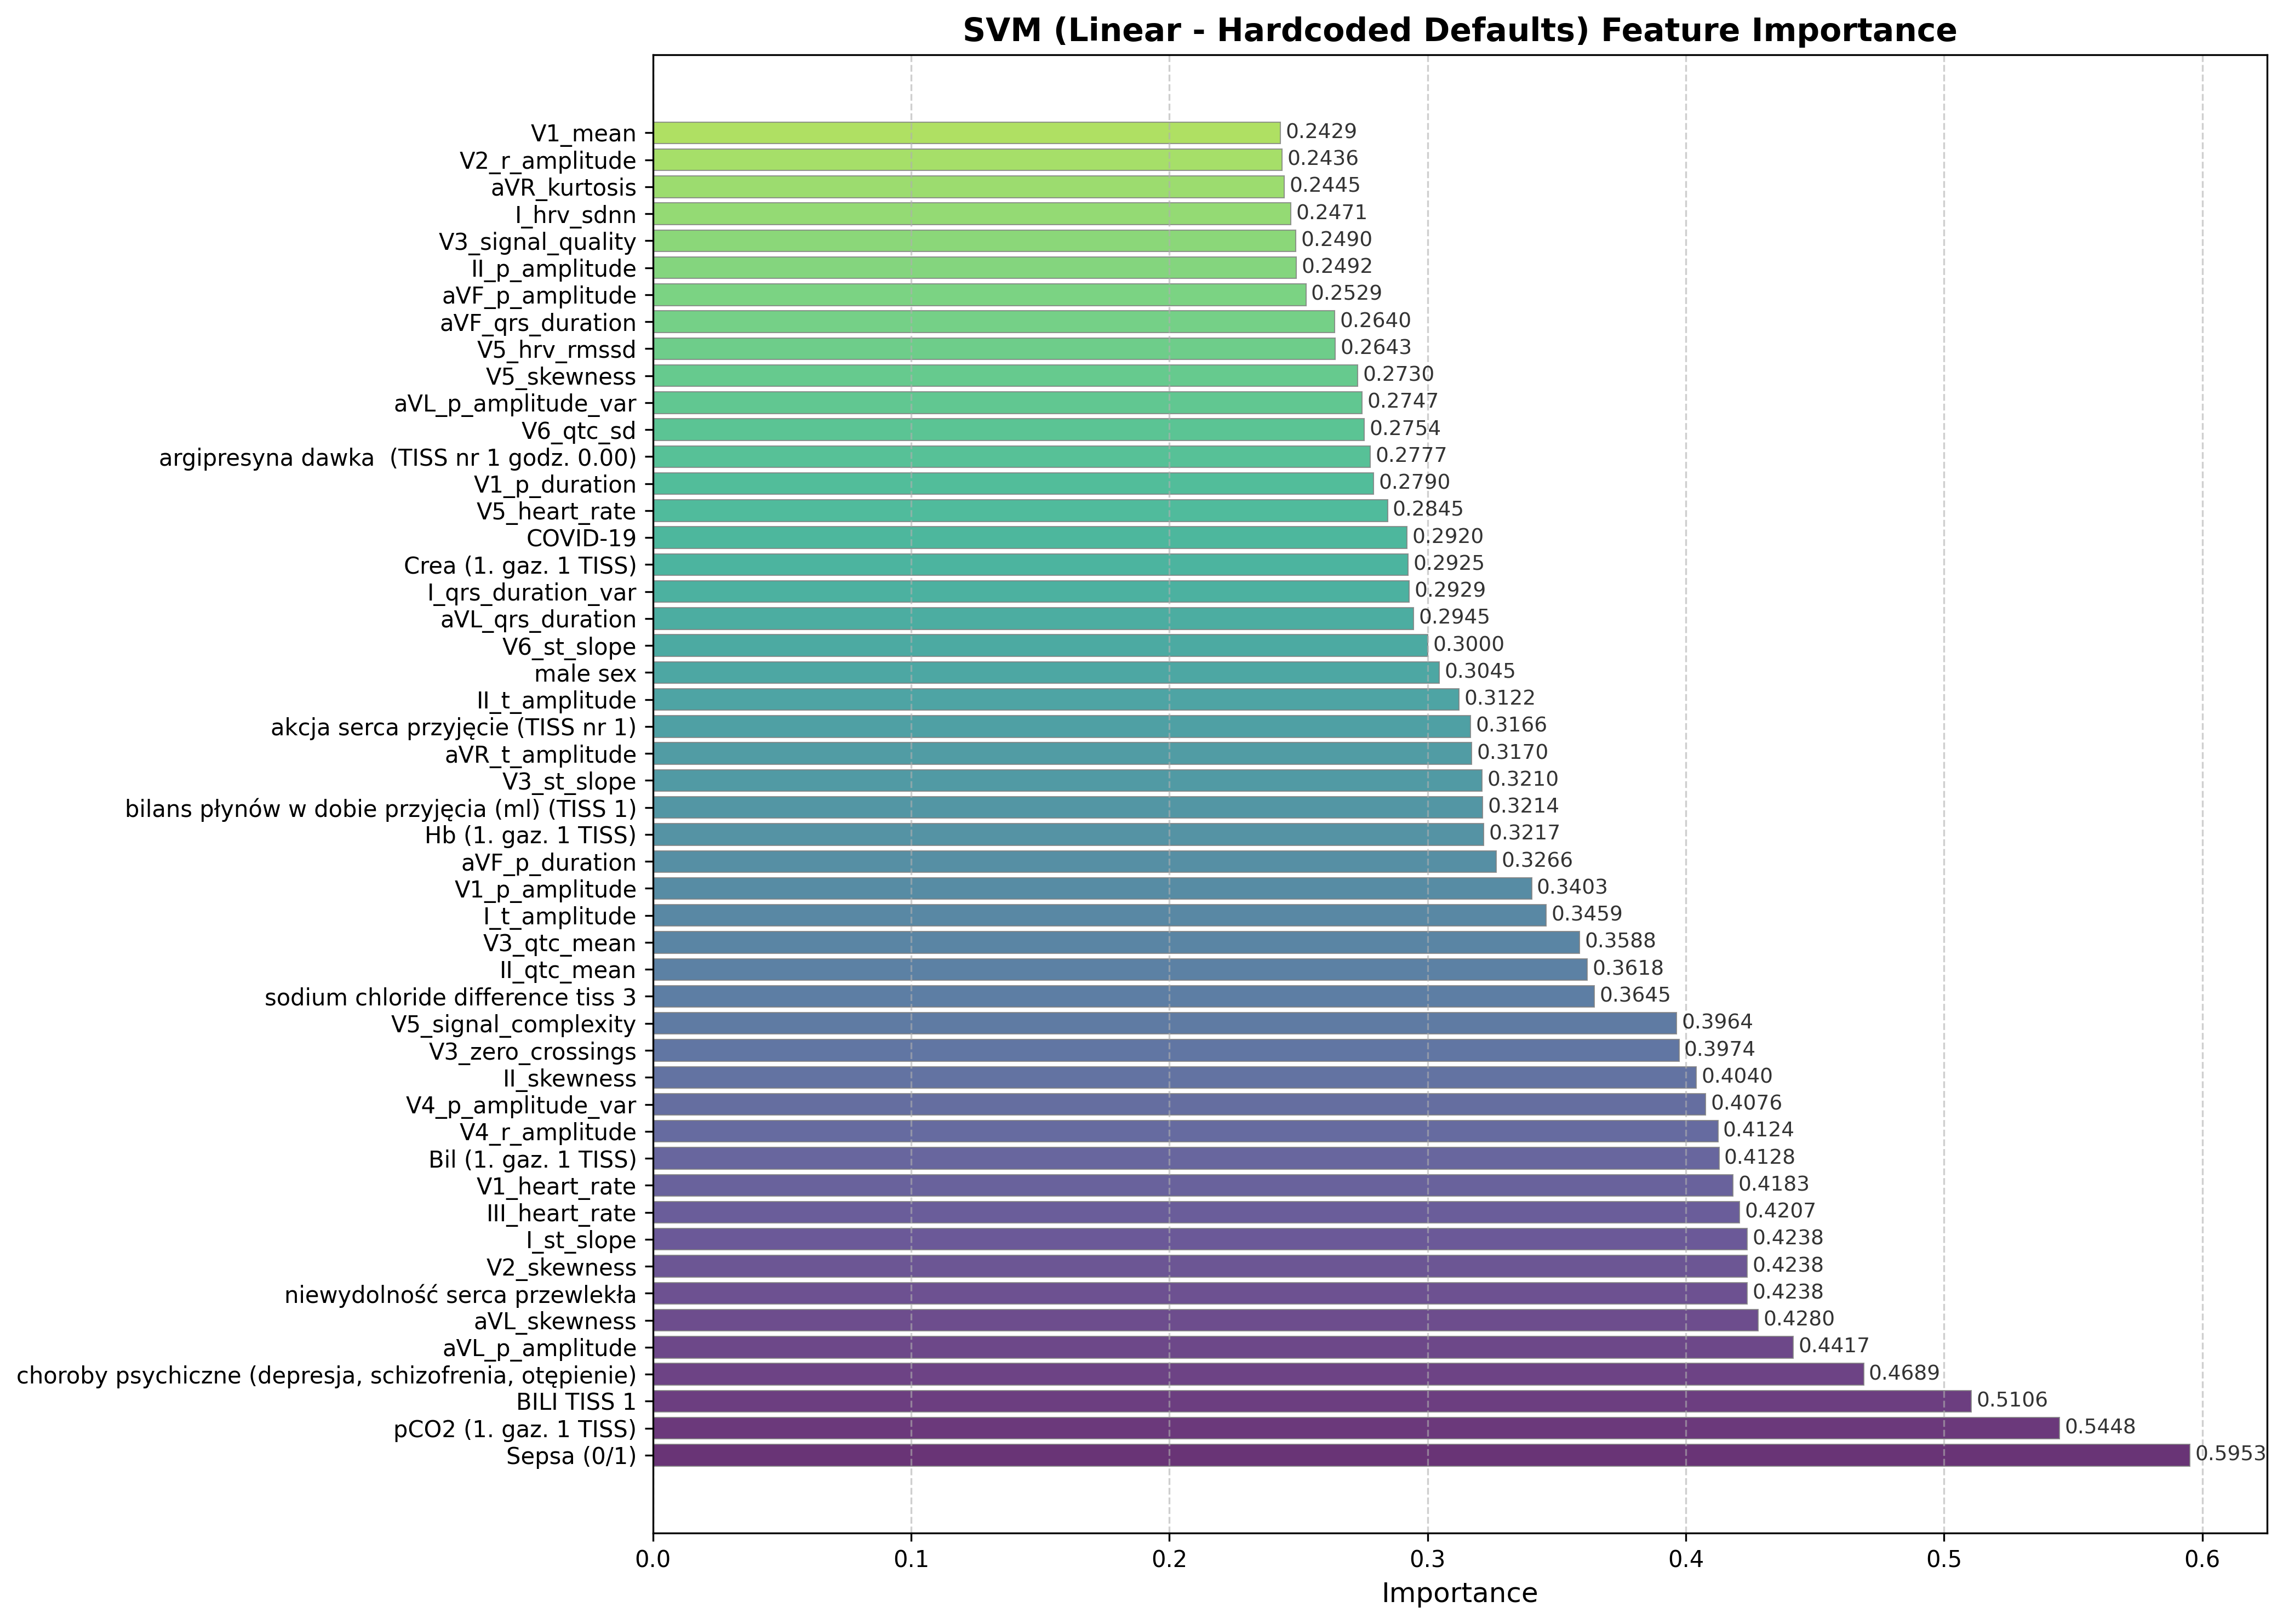 SVM (Linear - Hardcoded Defaults) Feature Importance
V1_mean 0.2429
V2_r_amplitude 0.2436
aVR_kurtosis 0.2445
I_hrv_sdnn 0.2471
V3_signal_quality 0.2490
II_p_amplitude 0.2492
aVF_p_amplitude 0.2529
aVF_qrs_duration 0.2640
V5_hrv_rmssd 0.2643
V5_skewness 0.2730
aVL_p_amplitude_var 0.2747
V6_qtc_sd 0.2754
argipresyna dawka  (TISS nr 1 godz. 0.00) 0.2777
V1_p_duration 0.2790
V5_heart_rate 0.2845
COVID-19 0.2920
Crea (1. gaz. 1 TISS) 0.2925
I_qrs_duration_var 0.2929
aVL_qrs_duration 0.2945
V6_st_slope 0.3000
male sex 0.3045
II_t_amplitude 0.3122
akcja serca przyjęcie (TISS nr 1) 0.3166
aVR_t_amplitude 0.3170
V3_st_slope 0.3210
bilans płynów w dobie przyjęcia (ml) (TISS 1) 0.3214
Hb (1. gaz. 1 TISS) 0.3217
aVF_p_duration 0.3266
V1_p_amplitude 0.3403
I_t_amplitude 0.3459
V3_qtc_mean 0.3588
II_qtc_mean 0.3618
sodium chloride difference tiss 3 0.3645
V5_signal_complexity 0.3964
V3_zero_crossings 0.3974
II_skewness 0.4040
V4_p_amplitude_var 0.4076
V4_r_amplitude 0.4124
Bil (1. gaz. 1 TISS) 0.4128
V1_heart_rate 0.4183
III_heart_rate 0.4207
I_st_slope 0.4238
V2_skewness 0.4238
niewydolność serca przewlekła 0.4238
aVL_skewness 0.4280
aVL_p_amplitude 0.4417
choroby psychiczne (depresja, schizofrenia, otępienie) 0.4689
BILI TISS 1 0.5106
pCO2 (1. gaz. 1 TISS) 0.5448
Sepsa (0/1) 0.5953
0.0 0.1 0.2 0.3 0.4 0.5 0.6
Importance